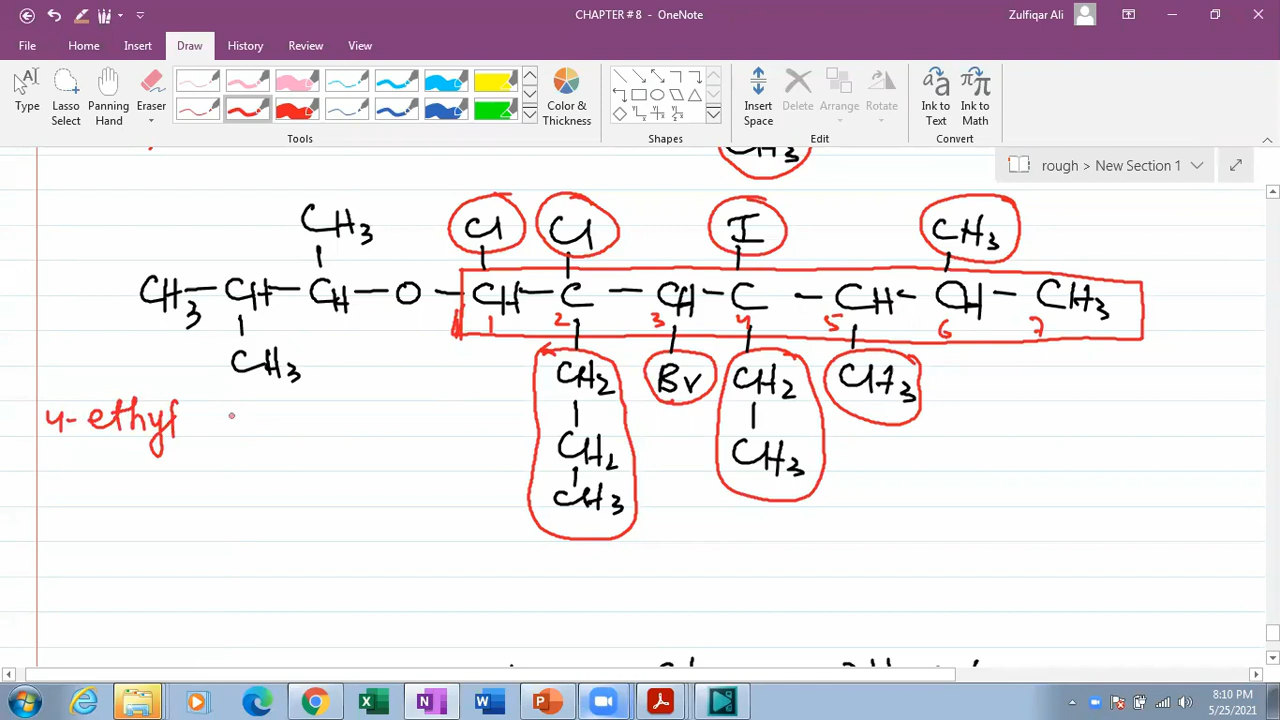 CHAPTER # 8 - OneNote
Zulfiqar Ali
File Home Insert Draw History Review View
Type
Lasso Select
Panning Hand
Eraser
Color & Thickness
Insert Space
Delete
Arrange
Rotate
Ink to Text
Ink to Math
Tools
Shapes
Edit
Convert
rough > New Section 1
CH3
CH3 Cl Cl I CH3
CH3 - CH - CH - O - CH - C - CH - C - CH - CH - CH3
1 2 3 4 5 6 7
CH3 CH2 Br CH2 CH3
4-ethyl
CH2 CH3
CH3
8:10 PM
5/25/2021